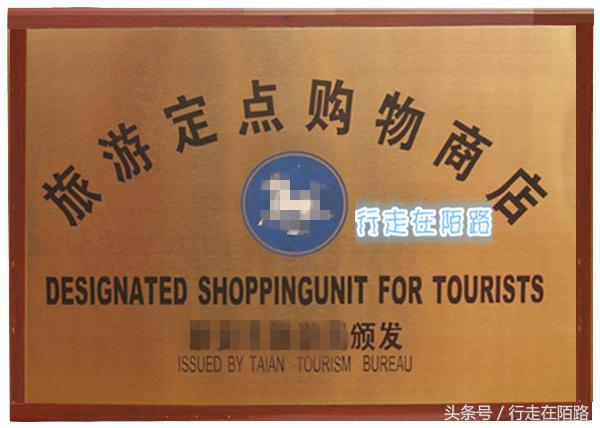 旅游定点购物商店
行走在陌路
DESIGNATED SHOPPINGUNIT FOR TOURISTS
颁发
ISSUED BY TAIAN TOURISM BUREAU
头条号 / 行走在陌路